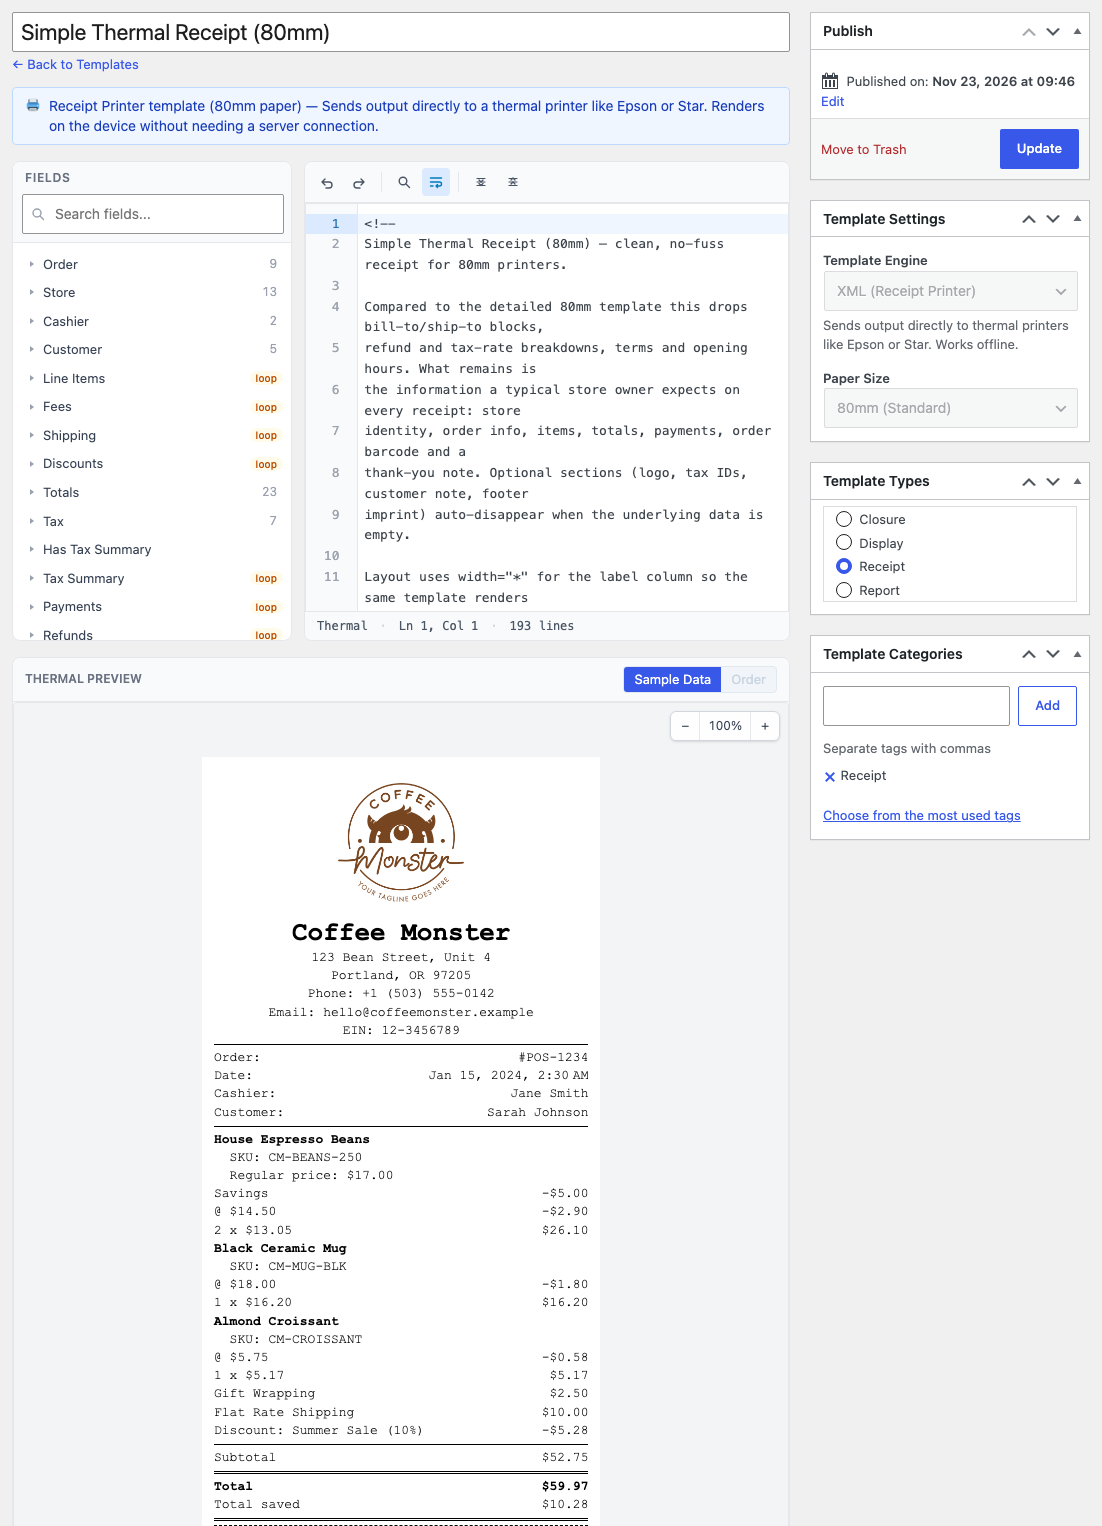 Simple Thermal Receipt (80mm)
← Back to Templates
Receipt Printer template (80mm paper) — Sends output directly to a thermal printer like Epson or Star. Renders
on the device without needing a server connection.
FIELDS
Search fields...
Order 9
Store 13
Cashier 2
Customer 5
Line Items loop
Fees loop
Shipping loop
Discounts loop
Totals 23
Tax 7
Has Tax Summary
Tax Summary loop
Payments loop
Refunds loop
1 <!--
2 Simple Thermal Receipt (80mm) — clean, no-fuss
receipt for 80mm printers.
3
4 Compared to the detailed 80mm template this drops
bill-to/ship-to blocks,
5 refund and tax-rate breakdowns, terms and opening
hours. What remains is
6 the information a typical store owner expects on
every receipt: store
7 identity, order info, items, totals, payments, order
barcode and a
8 thank-you note. Optional sections (logo, tax IDs,
customer note, footer
9 imprint) auto-disappear when the underlying data is
empty.
10
11 Layout uses width="*" for the label column so the
same template renders
Thermal · Ln 1, Col 1 · 193 lines
THERMAL PREVIEW
Sample Data Order
− 100% +
COFFEE
Monster
YOUR TAGLINE GOES HERE
Coffee Monster
123 Bean Street, Unit 4
Portland, OR 97205
Phone: +1 (503) 555-0142
Email: hello@coffeemonster.example
EIN: 12-3456789
Order: #POS-1234
Date: Jan 15, 2024, 2:30 AM
Cashier: Jane Smith
Customer: Sarah Johnson
House Espresso Beans
SKU: CM-BEANS-250
Regular price: $17.00
Savings -$5.00
@ $14.50 -$2.90
2 x $13.05 $26.10
Black Ceramic Mug
SKU: CM-MUG-BLK
@ $18.00 -$1.80
1 x $16.20 $16.20
Almond Croissant
SKU: CM-CROISSANT
@ $5.75 -$0.58
1 x $5.17 $5.17
Gift Wrapping $2.50
Flat Rate Shipping $10.00
Discount: Summer Sale (10%) -$5.28
Subtotal $52.75
Total $59.97
Total saved $10.28
Publish
Published on: Nov 23, 2026 at 09:46
Edit
Move to Trash
Update
Template Settings
Template Engine
XML (Receipt Printer)
Sends output directly to thermal printers
like Epson or Star. Works offline.
Paper Size
80mm (Standard)
Template Types
Closure
Display
Receipt
Report
Template Categories
Add
Separate tags with commas
Receipt
Choose from the most used tags